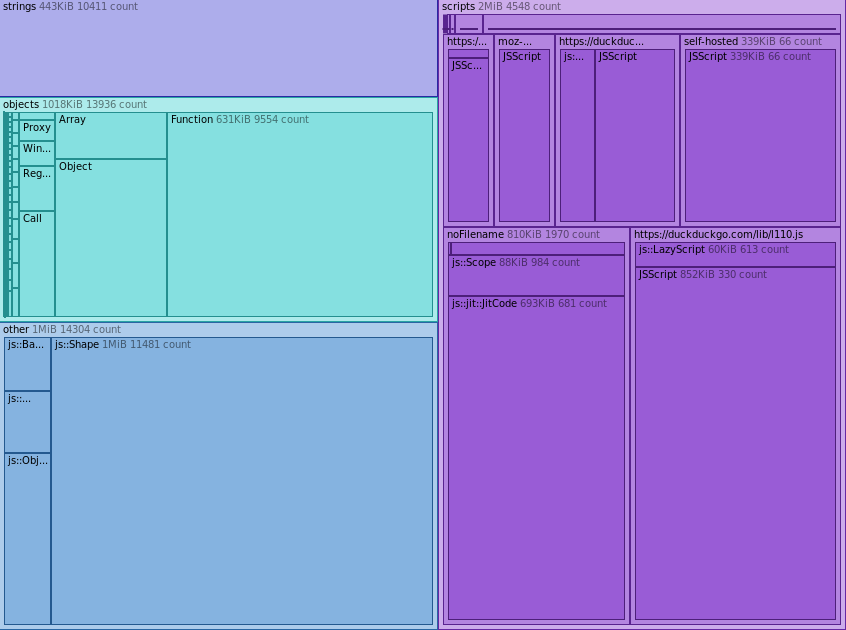 strings 443KiB 10411 count
objects 1018KiB 13936 count
Proxy
Win...
Reg...
Call
Array
Object
Function 631KiB 9554 count
other 1MiB 14304 count
js::Ba...
js::...
js::Obj...
js::Shape 1MiB 11481 count
scripts 2MiB 4548 count
https:/...
JSSc...
moz-...
JSScript
https://duckduc...
js:...
JSScript
self-hosted 339KiB 66 count
JSScript 339KiB 66 count
noFilename 810KiB 1970 count
js::Scope 88KiB 984 count
js::jit::JitCode 693KiB 681 count
https://duckduckgo.com/lib/l110.js
js::LazyScript 60KiB 613 count
JSScript 852KiB 330 count